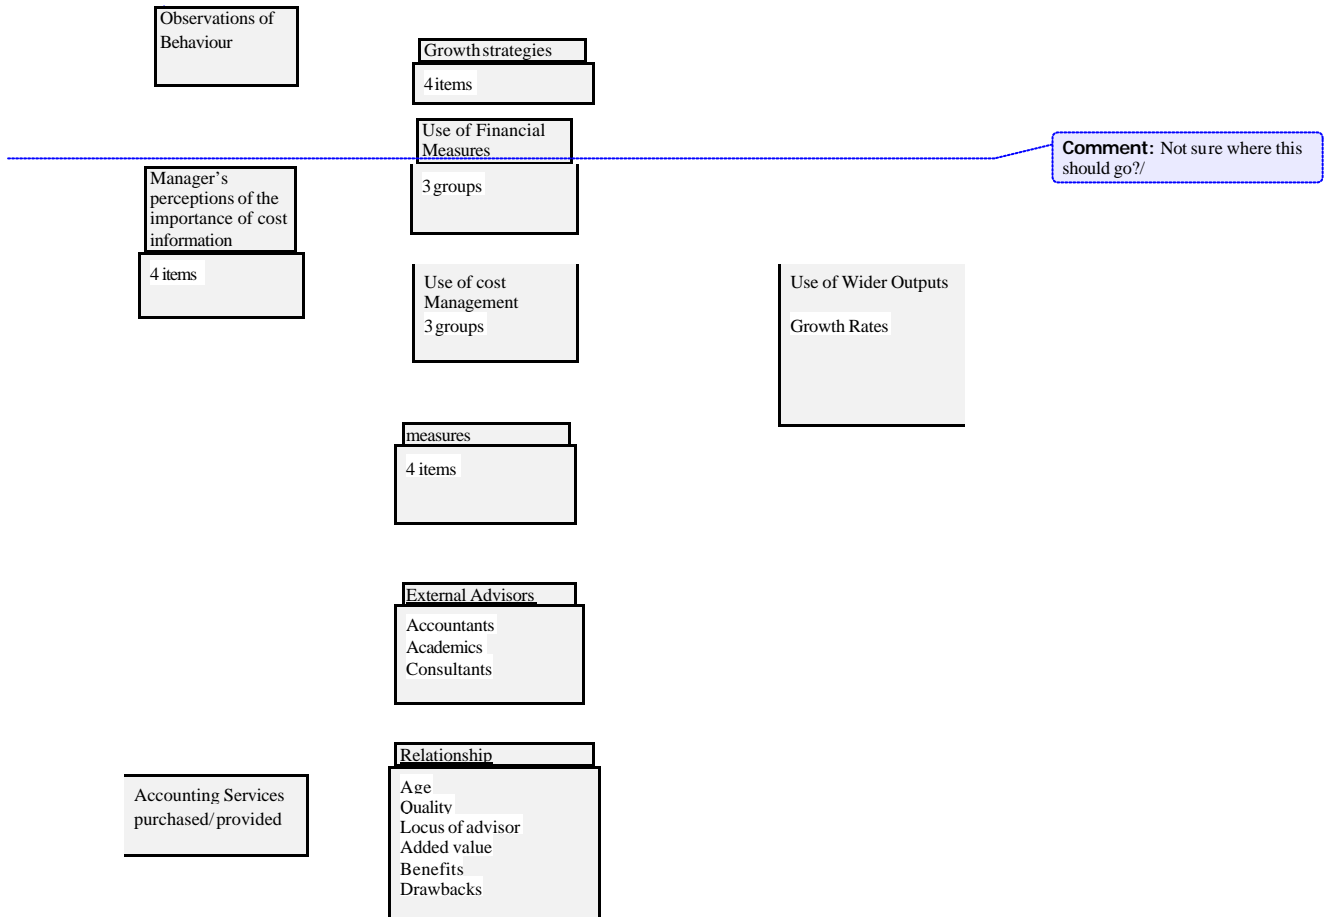 Observations of
Behaviour
Growth strategies
4 items
Use of Financial
Measures
3 groups
Comment: Not sure where this
should go?/
Manager's
perceptions of the
importance of cost
information
4 items
Use of cost
Management
3 groups
Use of Wider Outputs
Growth Rates
measures
4 items
External Advisors
Accountants
Academics
Consultants
Relationship
Age
Quality
Locus of advisor
Added value
Benefits
Drawbacks
Accounting Services
purchased/provided